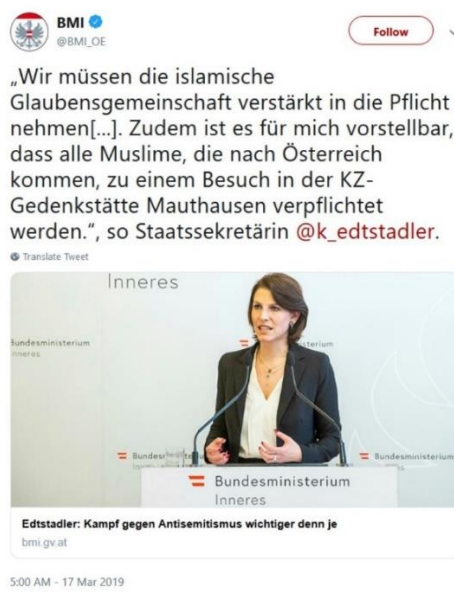 BMI
@BMI_OE
Follow
„Wir müssen die islamische
Glaubensgemeinschaft verstärkt in die Pflicht
nehmen[...]. Zudem ist es für mich vorstellbar,
dass alle Muslime, die nach Österreich
kommen, zu einem Besuch in der KZ-
Gedenkstätte Mauthausen verpflichtet
werden.“, so Staatssekretärin @k_edtstadler.
Translate Tweet
Inneres
Bundesministerium
Inneres
Bundesministerium
Bundesministerium
Inneres
Edtstadler: Kampf gegen Antisemitismus wichtiger denn je
bmi.gv.at
5:00 AM - 17 Mar 2019